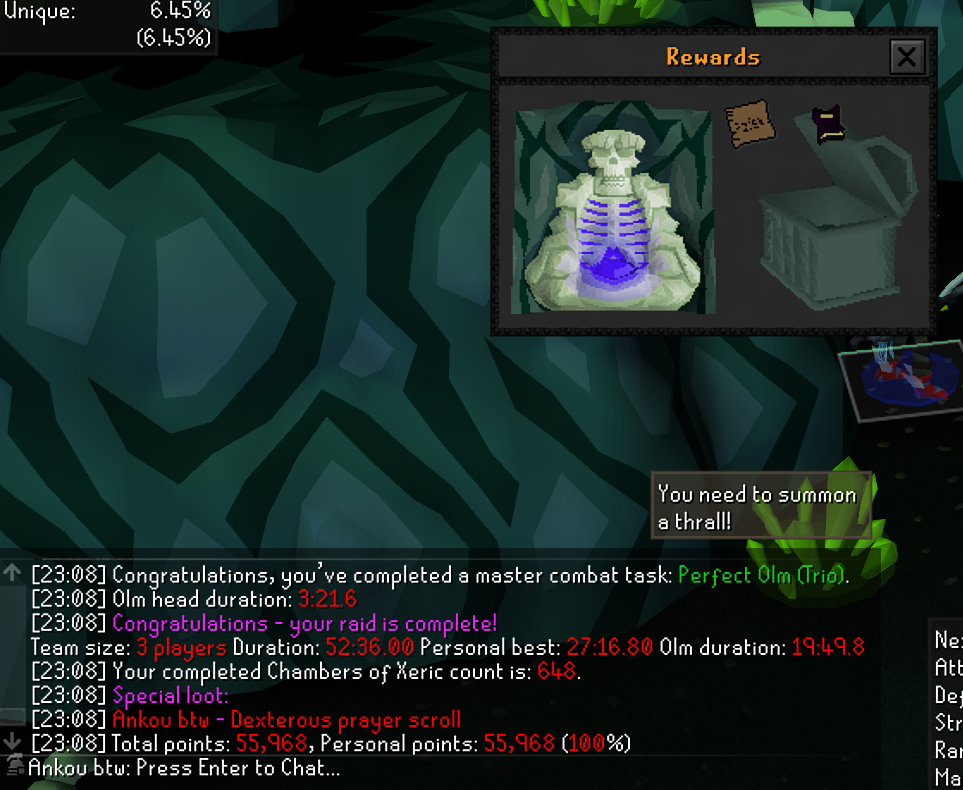 Unique: 6.45%
(6.45%)
Rewards
You need to summon
a thrall!
[23:08] Congratulations, you've completed a master combat task: Perfect Olm (Trio).
[23:08] Olm head duration: 3:21.6
[23:08] Congratulations - your raid is complete!
Team size: 3 players Duration: 52:36.00 Personal best: 27:16.80 Olm duration: 19:49.8
[23:08] Your completed Chambers of Xeric count is: 648.
[23:08] Special loot:
[23:08] Ankou btw - Dexterous prayer scroll
[23:08] Total points: 55,968, Personal points: 55,968 (100%)
Ankou btw: Press Enter to Chat...